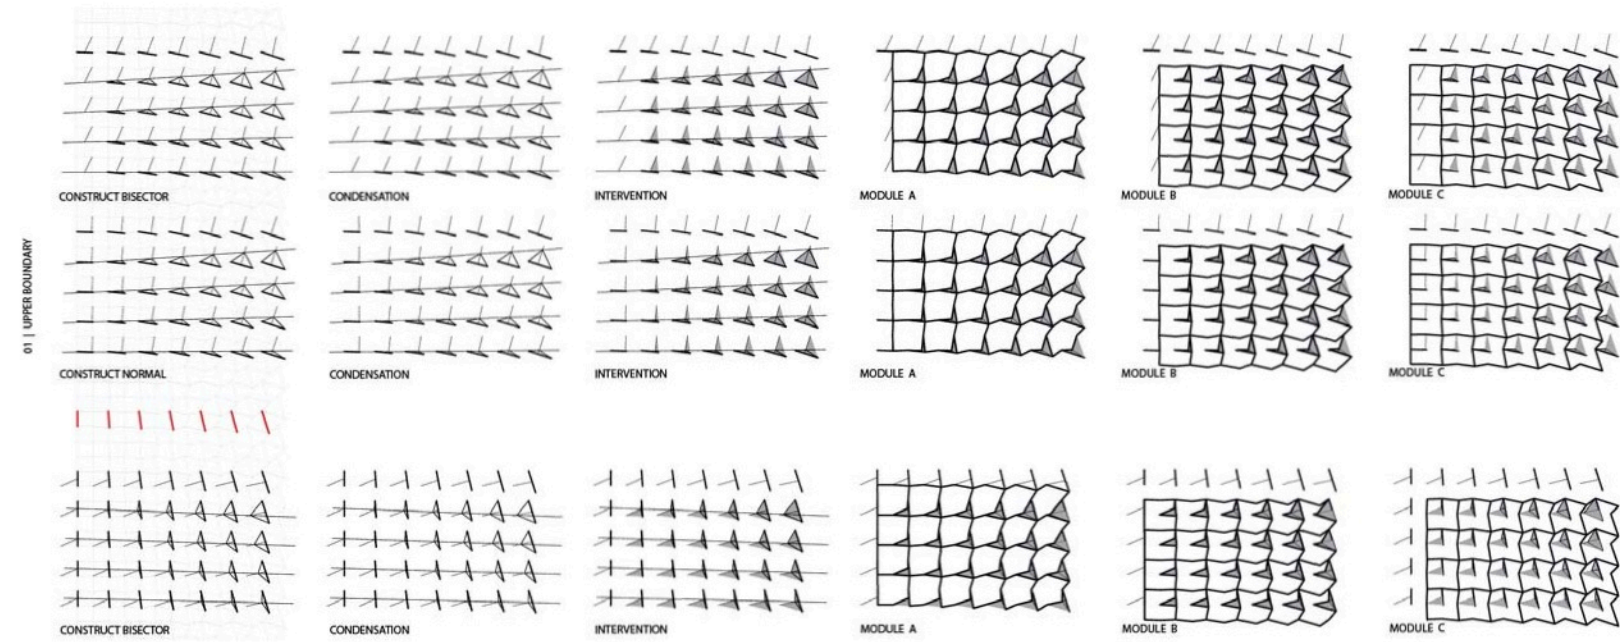 01 | UPPER BOUNDARY
CONSTRUCT BISECTOR
CONDENSATION
INTERVENTION
MODULE A
MODULE B
MODULE C
CONSTRUCT NORMAL
CONDENSATION
INTERVENTION
MODULE A
MODULE B
MODULE C
CONSTRUCT BISECTOR
CONDENSATION
INTERVENTION
MODULE A
MODULE B
MODULE C